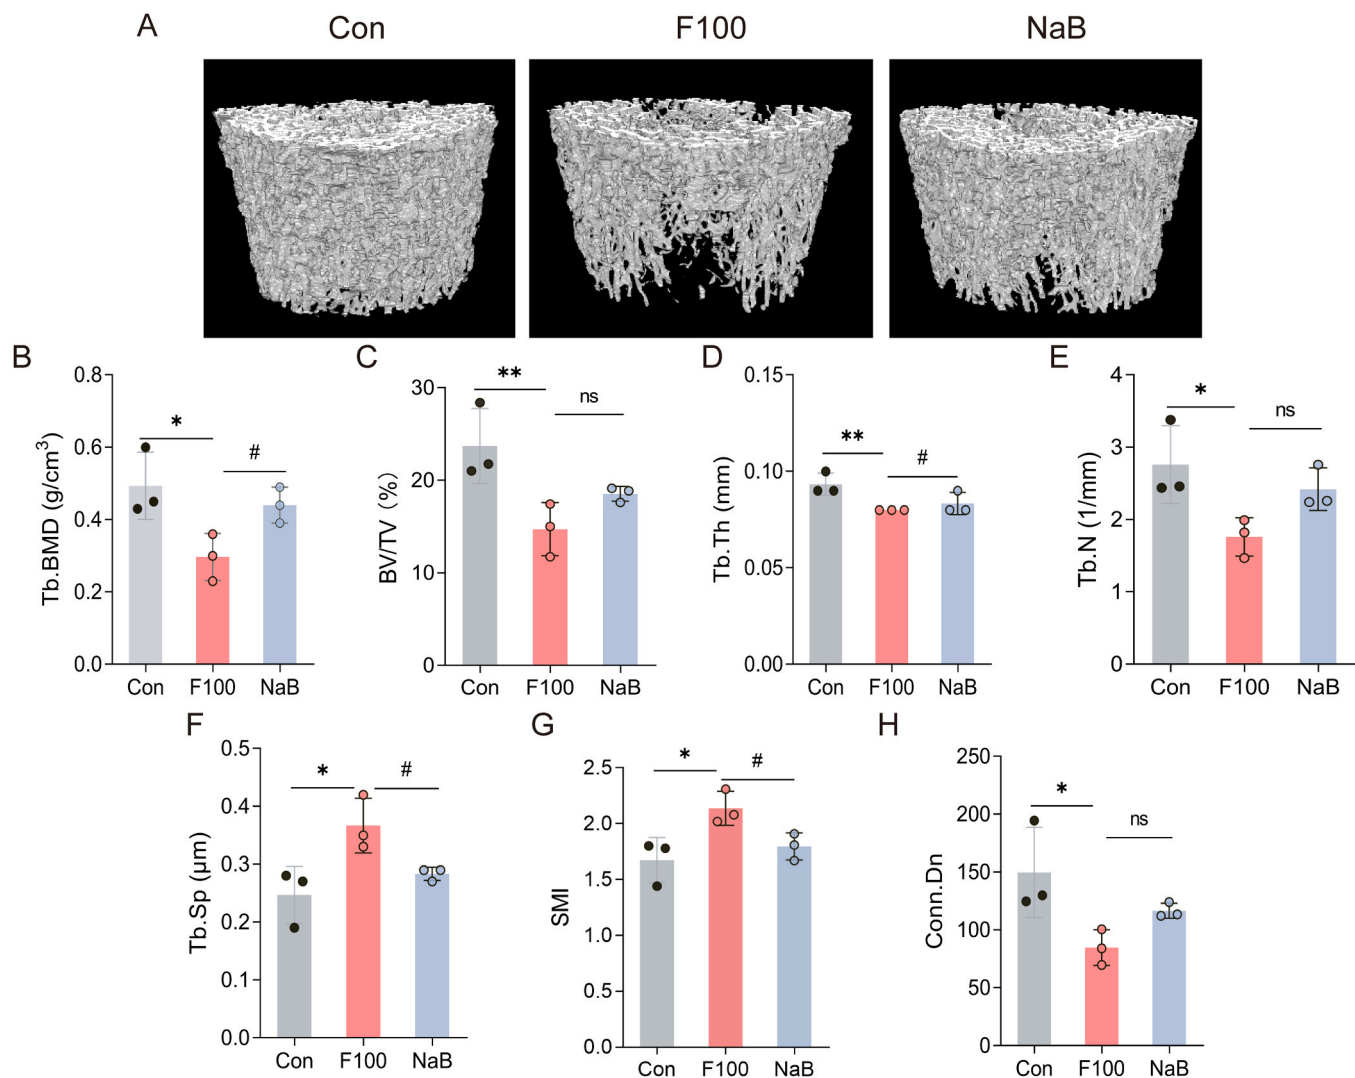 A Con F100 NaB
B
Tb.BMD (g/cm³)
0.8
0.6
0.4
0.2
0.0
*
#
Con F100 NaB
C
BV/TV (%)
30
20
10
0
**
ns
Con F100 NaB
D
Tb.Th (mm)
0.15
0.10
0.05
0.00
**
#
Con F100 NaB
E
Tb.N (1/mm)
4
3
2
1
0
*
ns
Con F100 NaB
F
Tb.Sp (μm)
0.5
0.4
0.3
0.2
0.1
0.0
*
#
Con F100 NaB
G
SMI
2.5
2.0
1.5
1.0
0.5
0.0
*
#
Con F100 NaB
H
Conn.Dn
250
200
150
100
50
0
*
ns
Con F100 NaB